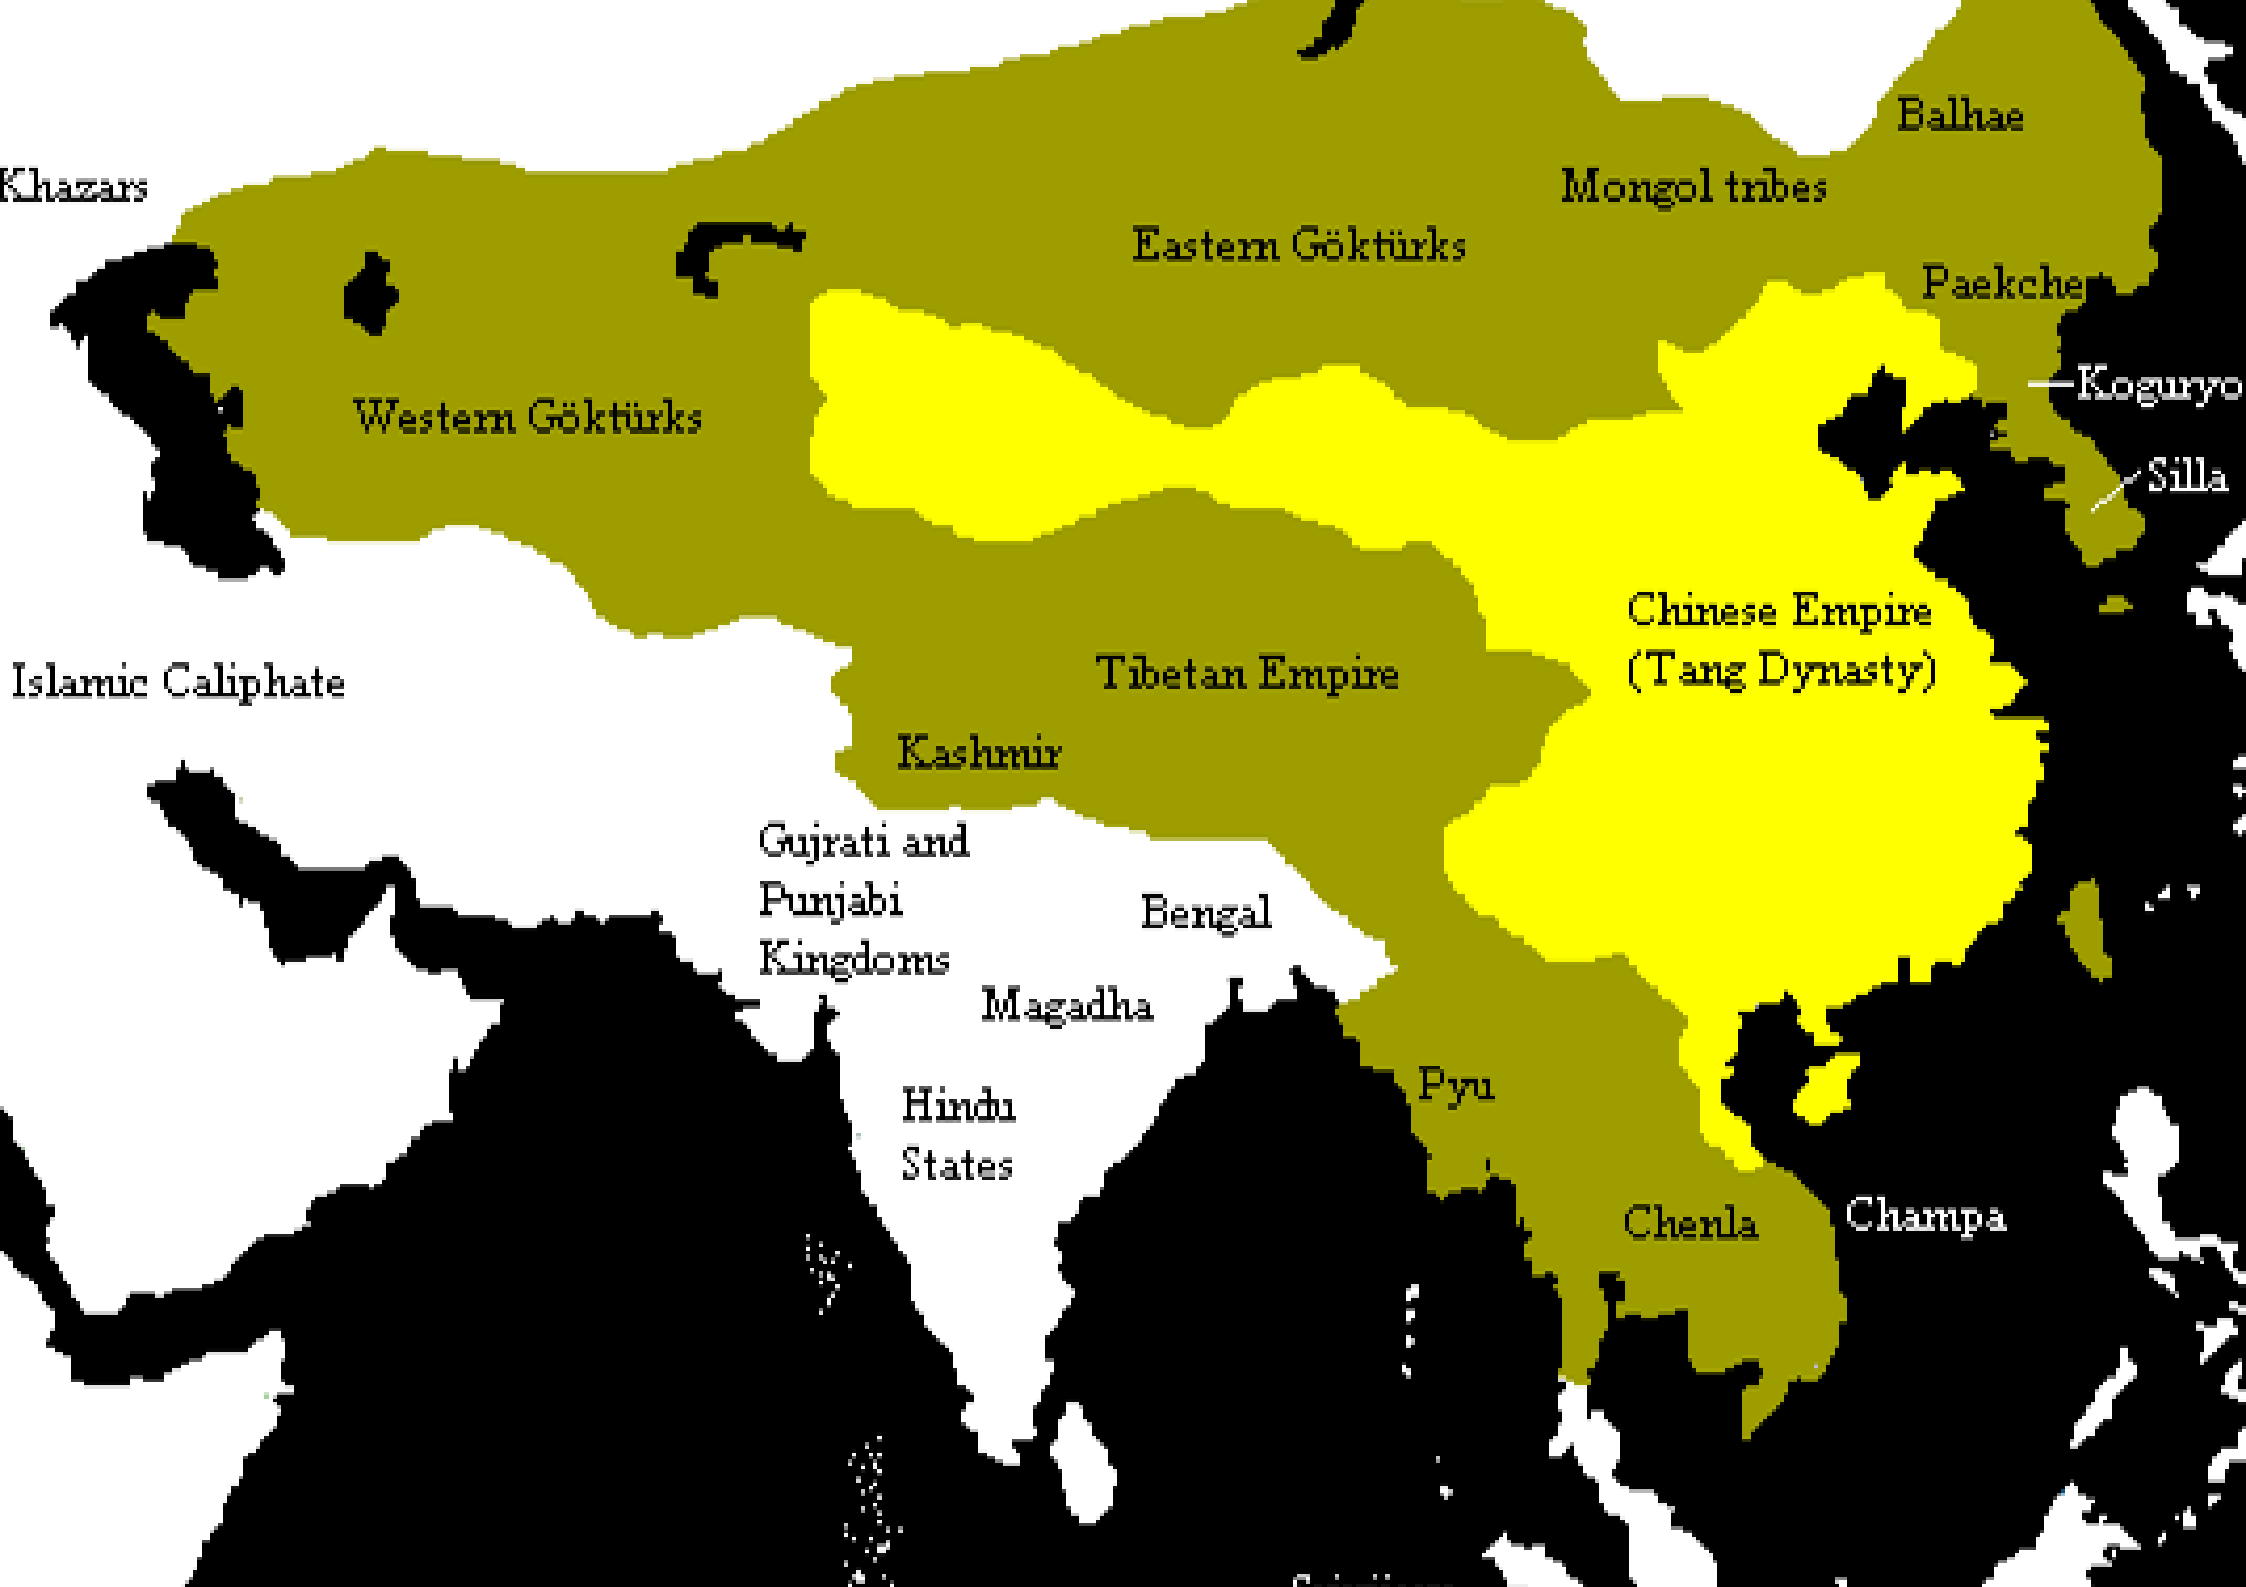 Balhae
Khazars
Mongol tribes
Eastern Göktürks
Paekche
Koguryo
Western Göktürks
Silla
Chinese Empire
(Tang Dynasty)
Tibetan Empire
Islamic Caliphate
Kashmir
Gujrati and
Punjabi
Kingdoms
Bengal
Magadha
Pyu
Hindu
States
Chenla
Champa